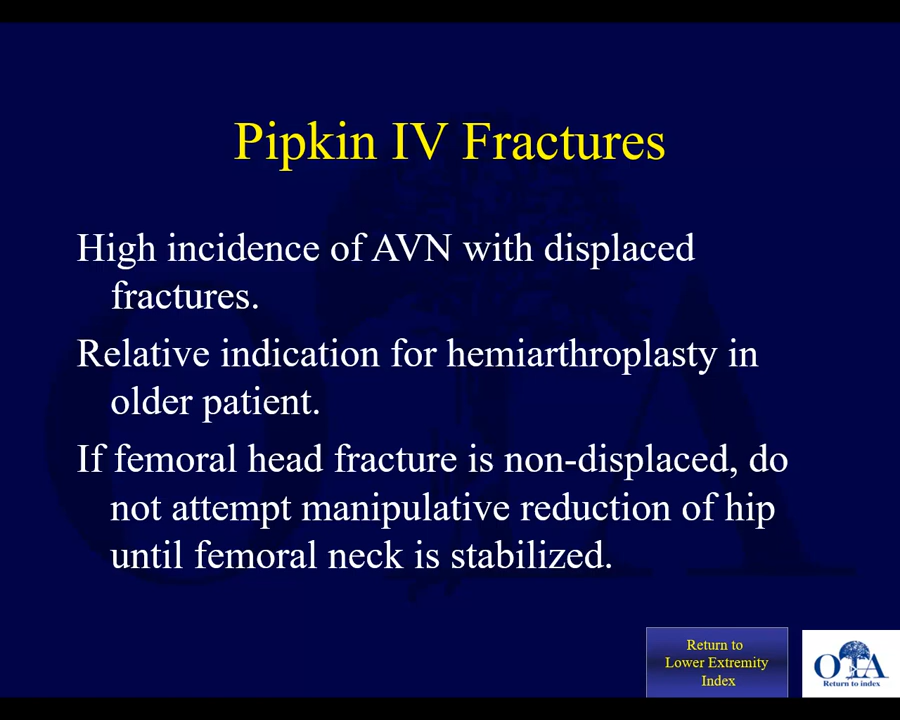 Pipkin IV Fractures
High incidence of AVN with displaced
fractures.
Relative indication for hemiarthroplasty in
older patient.
If femoral head fracture is non-displaced, do
not attempt manipulative reduction of hip
until femoral neck is stabilized.
Return to
Lower Extremity
Index
OTA
Return to index